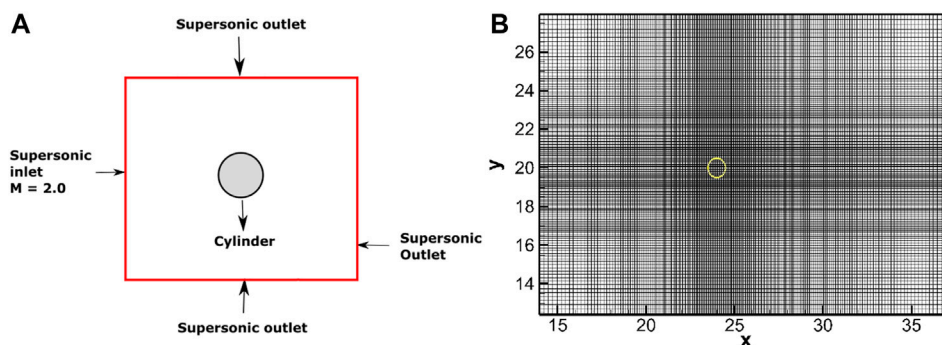 A
Supersonic outlet
Supersonic
inlet
M = 2.0
Cylinder
Supersonic
Outlet
Supersonic outlet
B
26
24
22
y
20
18
16
14
15
20
25
30
35
x